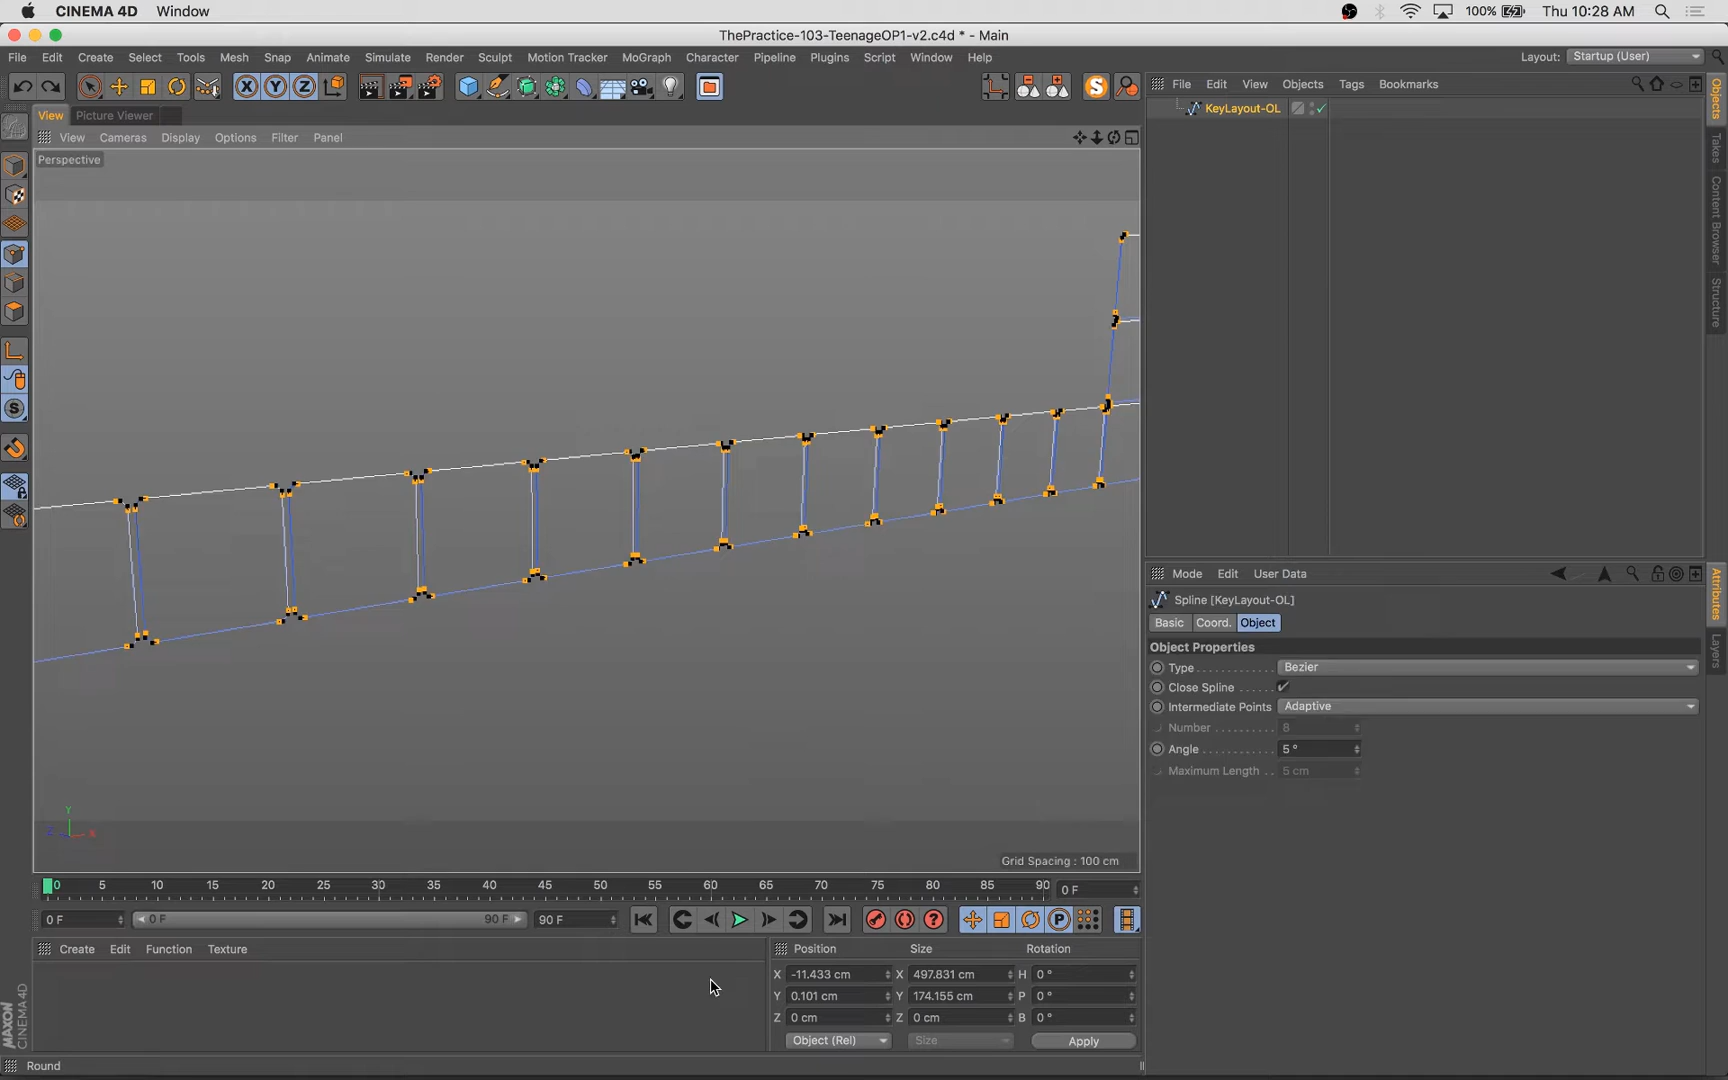 CINEMA 4D Window 100% Thu 10:28 AM
ThePractice-103-TeenageOP1-v2.c4d * - Main
File Edit Create Select Tools Mesh Snap Animate Simulate Render Sculpt Motion Tracker MoGraph Character Pipeline Plugins Script Window Help Layout: Startup (User)
File Edit View Objects Tags Bookmarks
KeyLayout-OL
View Picture Viewer
View Cameras Display Options Filter Panel
Perspective
Y
Z X
Grid Spacing : 100 cm
Objects
Takes
Content Browser
Structure
Mode Edit User Data
Spline [KeyLayout-OL]
Basic Coord. Object
Object Properties
Type Bezier
Close Spline
Intermediate Points Adaptive
Number 8
Angle 5 °
Maximum Length 5 cm
Attributes
Layers
0 5 10 15 20 25 30 35 40 45 50 55 60 65 70 75 80 85 90 0 F
0 F 0 F 90 F 90 F
Create Edit Function Texture
Position Size Rotation
X -11.433 cm X 497.831 cm H 0 °
Y 0.101 cm Y 174.155 cm P 0 °
Z 0 cm Z 0 cm B 0 °
Object (Rel) Size Apply
MAXON
CINEMA 4D
Round